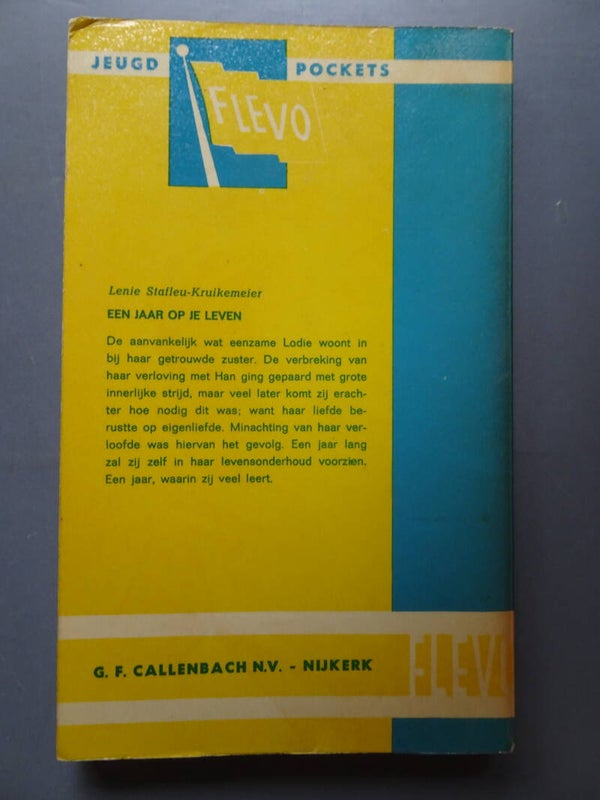 JEUGD POCKETS
FLEVO
Lenie Stafleu-Kruikemeier
EEN JAAR OP JE LEVEN
De aanvankelijk wat eenzame Lodie woont in
bij haar getrouwde zuster. De verbreking van
haar verloving met Han ging gepaard met grote
innerlijke strijd, maar veel later komt zij erach-
ter hoe nodig dit was; want haar liefde be-
rustte op eigenliefde. Minachting van haar ver-
loofde was hiervan het gevolg. Een jaar lang
zal zij zelf in haar levensonderhoud voorzien.
Een jaar, waarin zij veel leert.
G. F. CALLENBACH N.V. - NIJKERK
FLEVO